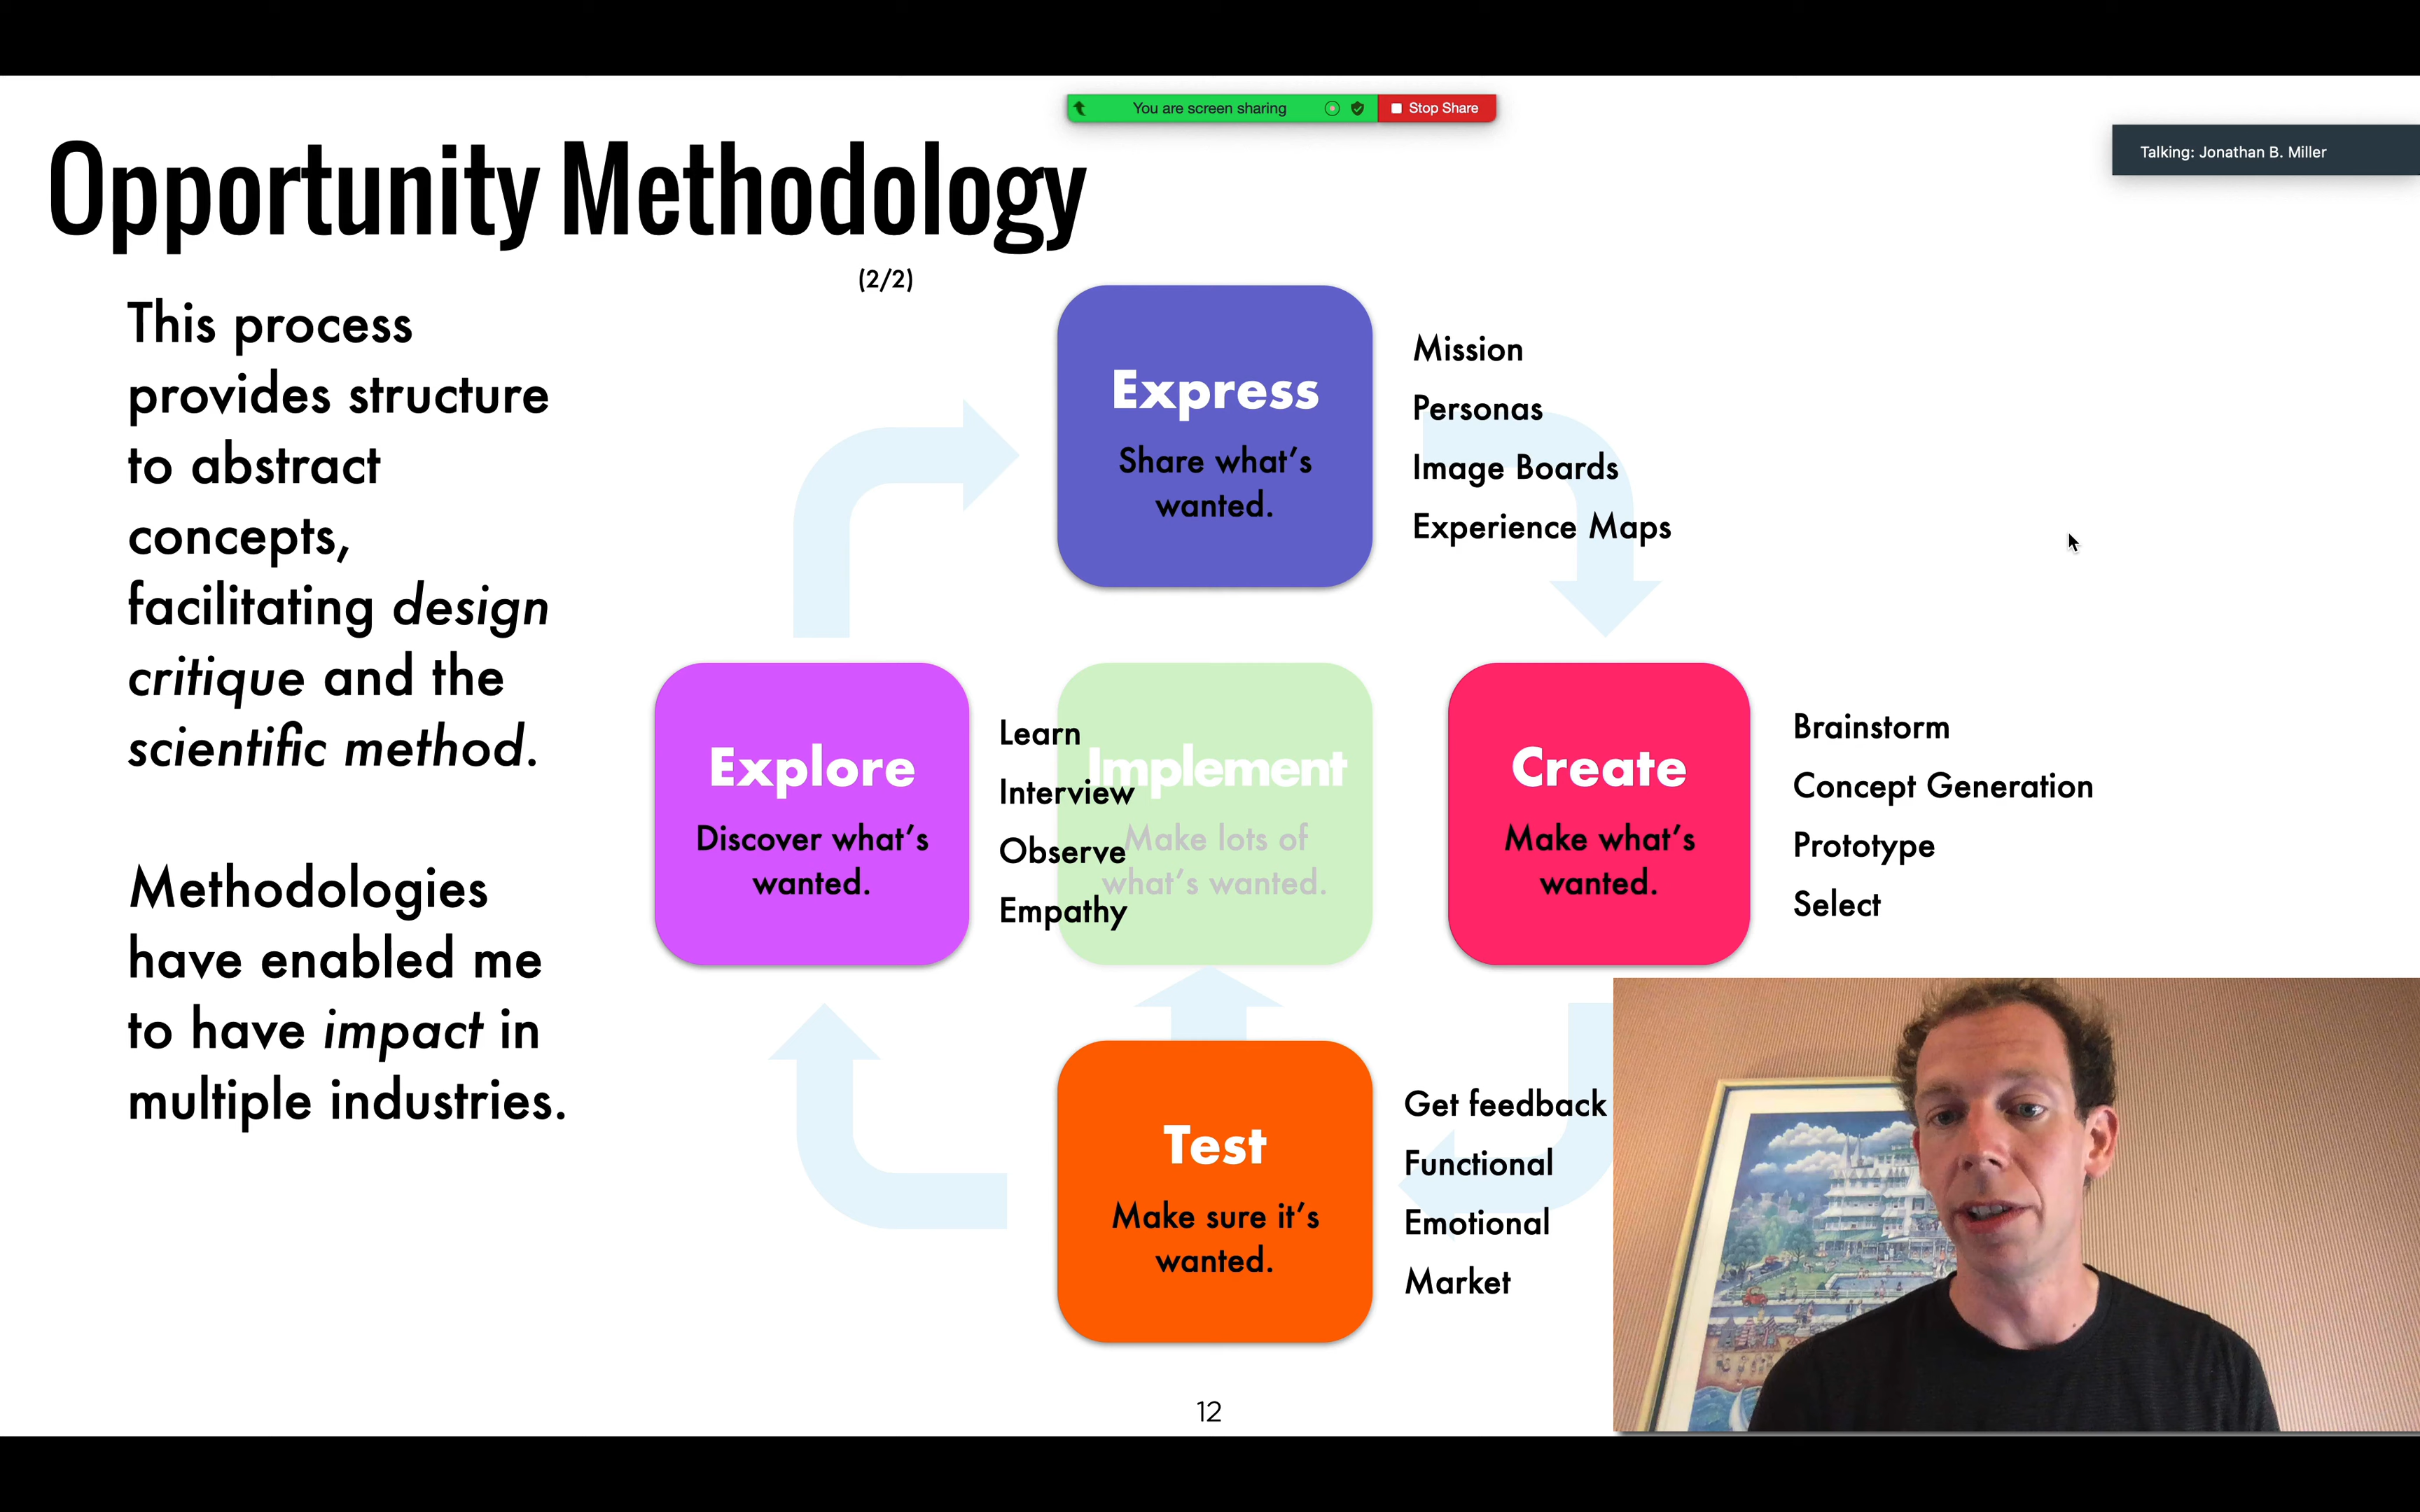 You are screen sharing
Stop Share
Talking: Jonathan B. Miller
Opportunity Methodology
(2/2)
This process
provides structure
to abstract
concepts,
facilitating design
critique and the
scientific method.
Methodologies
have enabled me
to have impact in
multiple industries.
Express
Share what's
wanted.
Mission
Personas
Image Boards
Experience Maps
Explore
Discover what's
wanted.
Learn
Interview
Observe
Empathy
Implement
Make lots of
what's wanted.
Create
Make what's
wanted.
Brainstorm
Concept Generation
Prototype
Select
Test
Make sure it's
wanted.
Get feedback
Functional
Emotional
Market
12